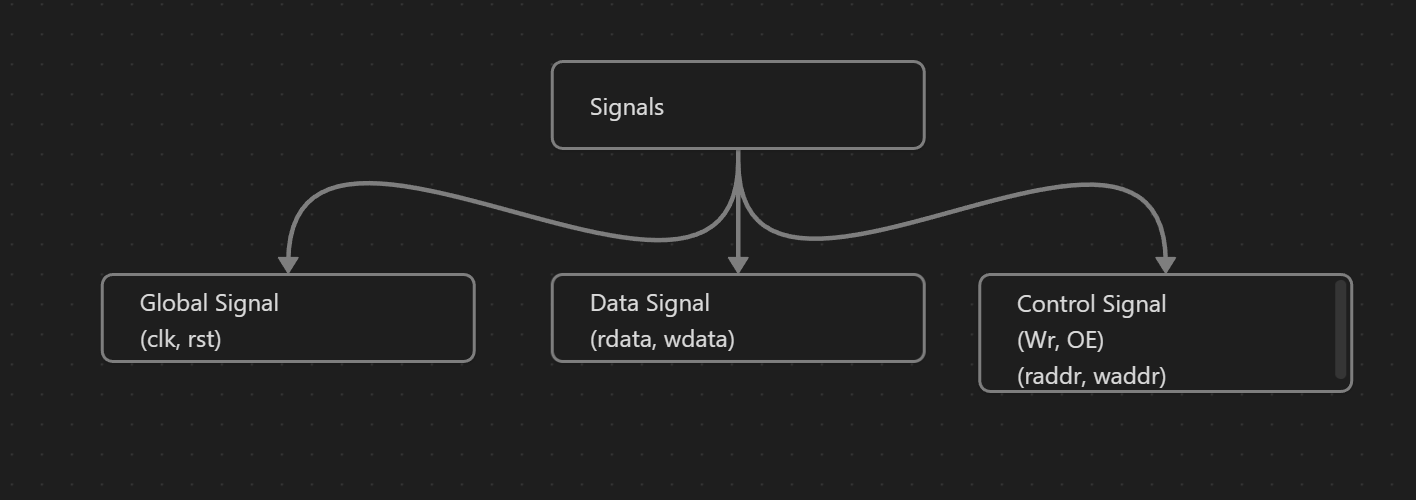 Signals
Global Signal
(clk, rst)
Data Signal
(rdata, wdata)
Control Signal
(Wr, OE)
(raddr, waddr)